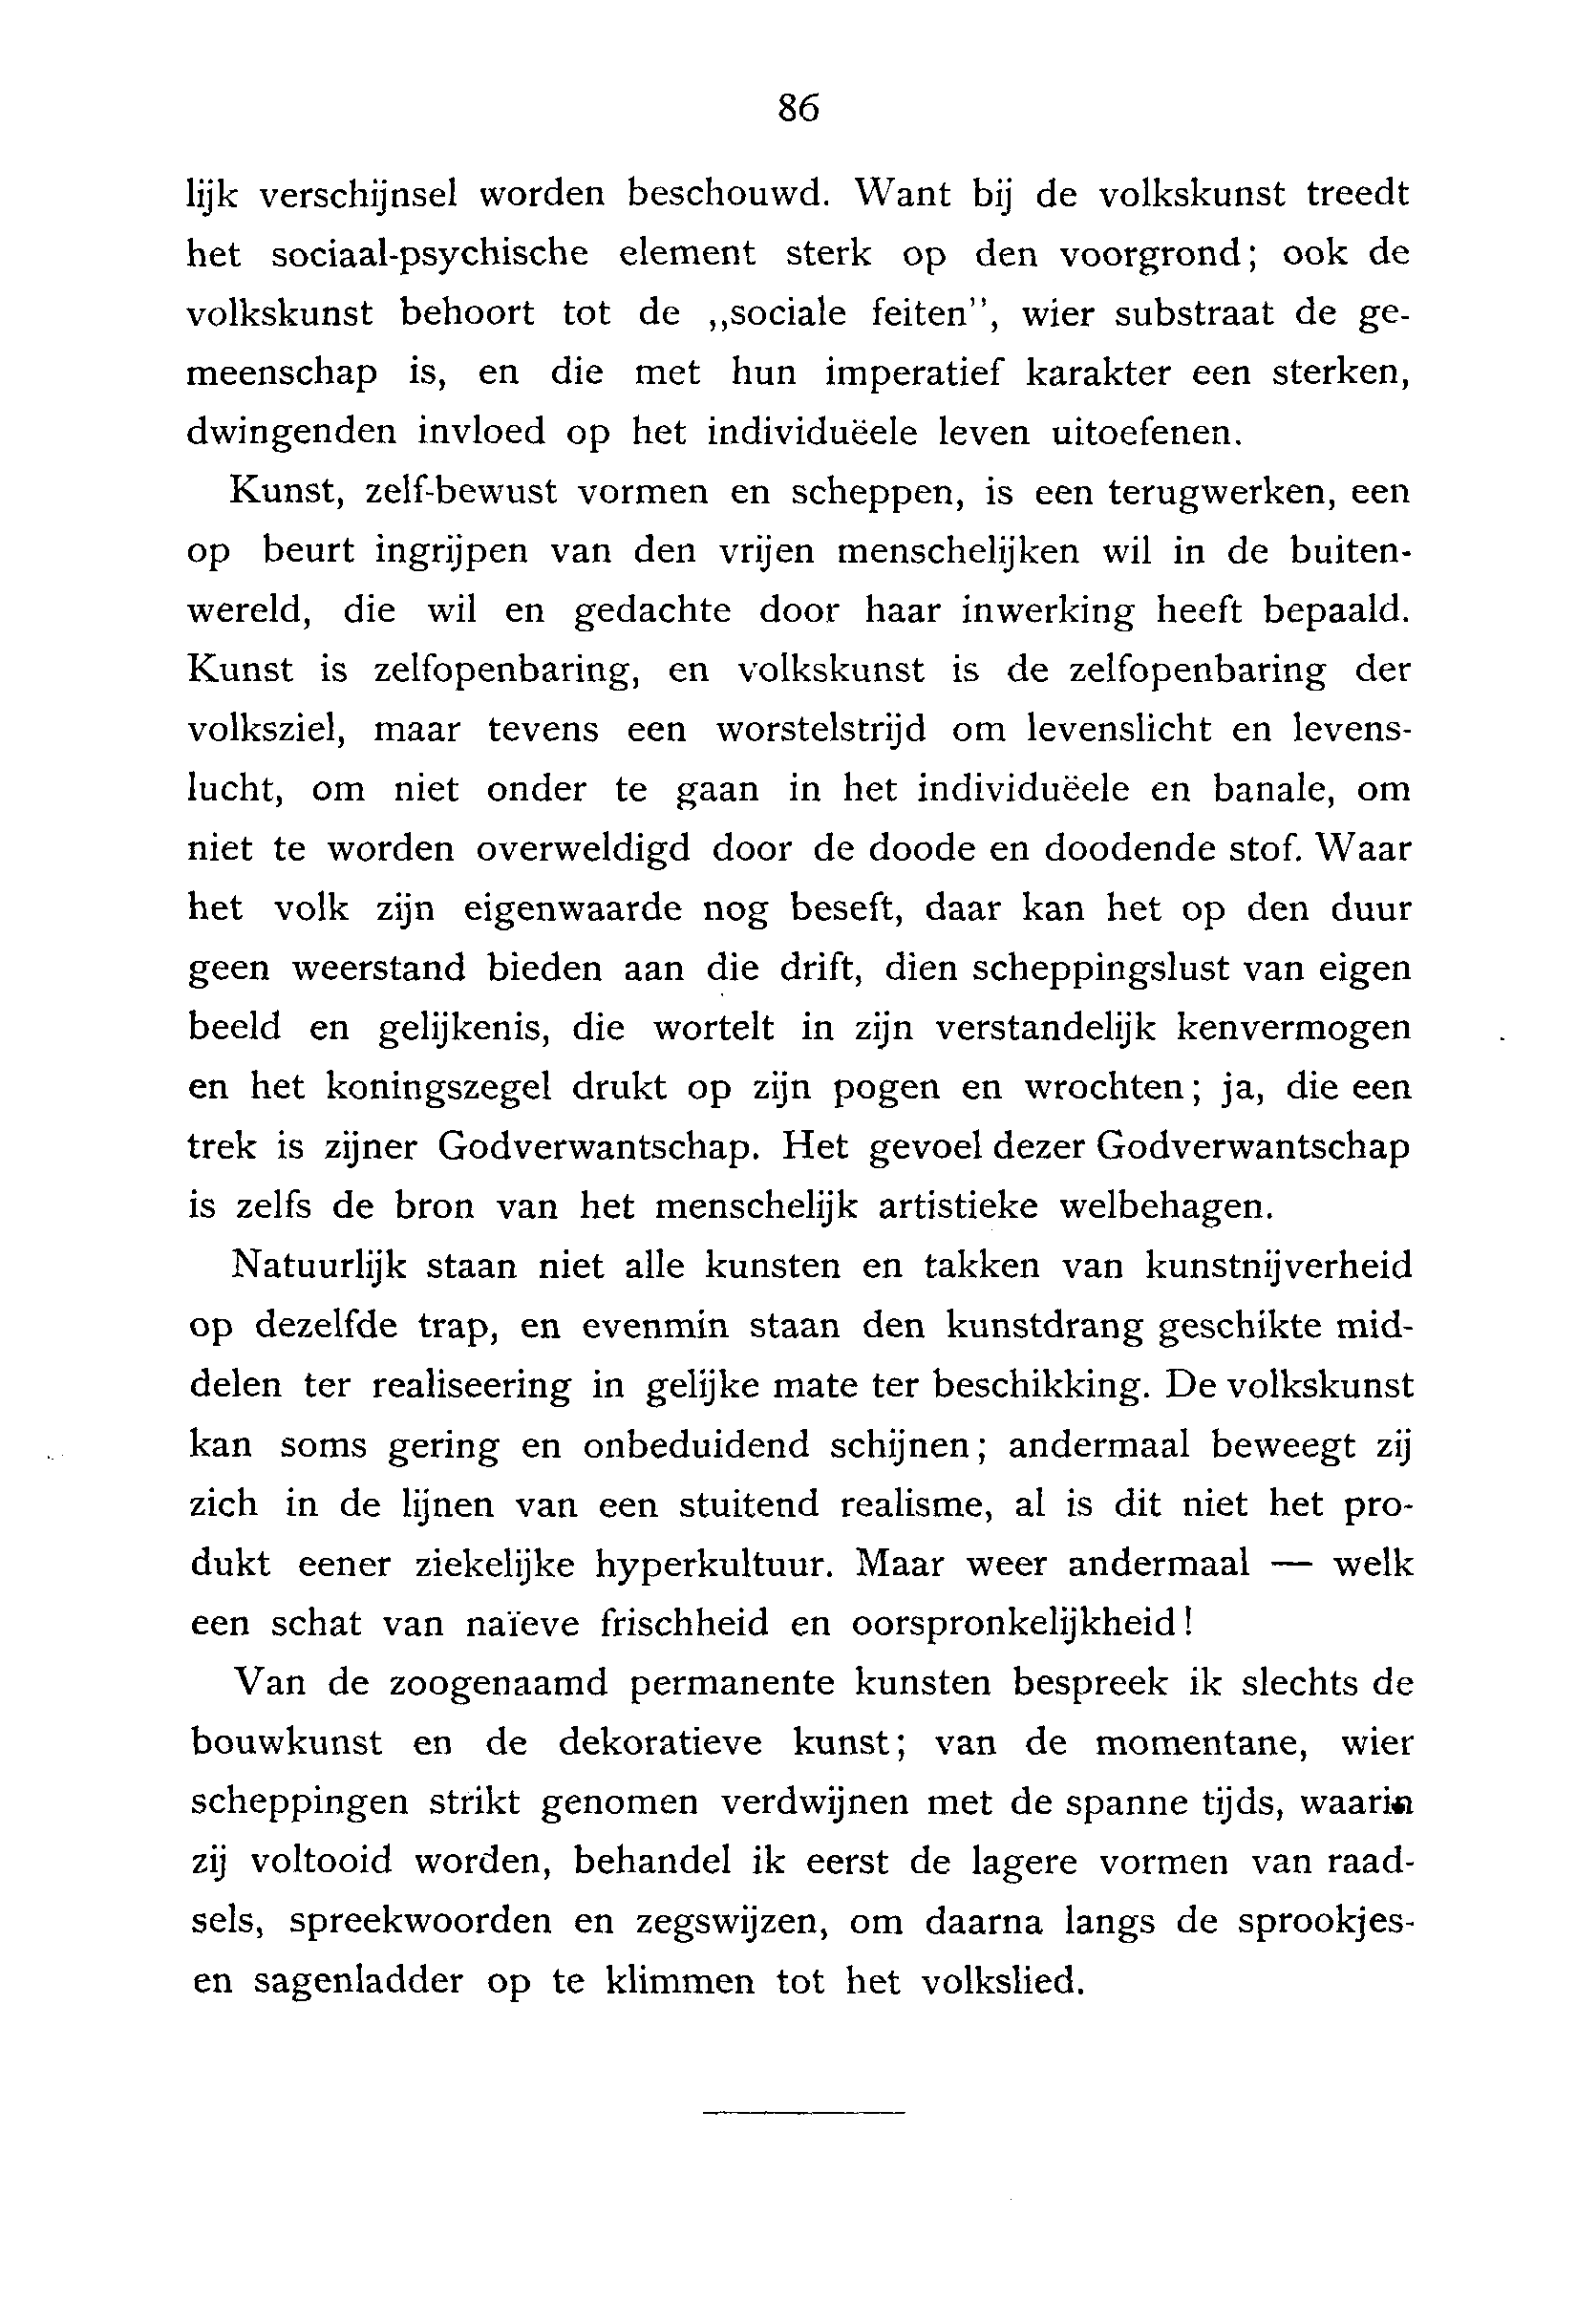 86
lijk verschijnsel worden beschouwd. Want bij de volkskunst treedt
het sociaal-psychische element sterk op den voorgrond; ook de
volkskunst behoort tot de ,,sociale feiten”, wier substraat de ge-
meenschap is, en die met hun imperatief karakter een sterken,
dwingenden invloed op het individuëele leven uitoefenen.
Kunst, zelf-bewust vormen en scheppen, is een terugwerken, een
op beurt ingrijpen van den vrijen menschelijken wil in de buiten-
wereld, die wil en gedachte door haar inwerking heeft bepaald.
Kunst is zelfopenbaring, en volkskunst is de zelfopenbaring der
volksziel, maar tevens een worstelstrijd om levenslicht en levens-
lucht, om niet onder te gaan in het individuëele en banale, om
niet te worden overweldigd door de doode en doodende stof. Waar
het volk zijn eigenwaarde nog beseft, daar kan het op den duur
geen weerstand bieden aan die drift, dien scheppingslust van eigen
beeld en gelijkenis, die wortelt in zijn verstandelijk kenvermogen
en het koningszegel drukt op zijn pogen en wrochten; ja, die een
trek is zijner Godverwantschap. Het gevoel dezer Godverwantschap
is zelfs de bron van het menschelijk artistieke welbehagen.
Natuurlijk staan niet alle kunsten en takken van kunstnijverheid
op dezelfde trap, en evenmin staan den kunstdrang geschikte mid-
delen ter realiseering in gelijke mate ter beschikking. De volkskunst
kan soms gering en onbeduidend schijnen; andermaal beweegt zij
zich in de lijnen van een stuitend realisme, al is dit niet het pro-
dukt eener ziekelijke hyperkultuur. Maar weer andermaal — welk
een schat van naïeve frischheid en oorspronkelijkheid!
Van de zoogenaamd permanente kunsten bespreek ik slechts de
bouwkunst en de dekoratieve kunst; van de momentane, wier
scheppingen strikt genomen verdwijnen met de spanne tijds, waarin
zij voltooid worden, behandel ik eerst de lagere vormen van raad-
sels, spreekwoorden en zegswijzen, om daarna langs de sprookjes-
en sagenladder op te klimmen tot het volkslied.